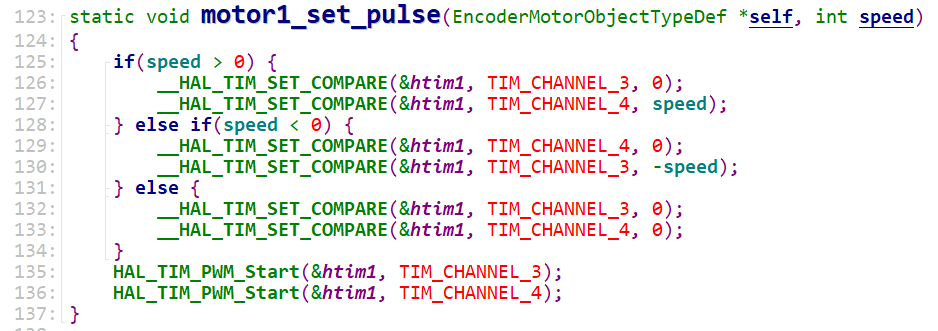 123: static void motor1_set_pulse(EncoderMotorObjectTypeDef *self, int speed)
124: {
125:     if(speed > 0) {
126:         __HAL_TIM_SET_COMPARE(&htim1, TIM_CHANNEL_3, 0);
127:         __HAL_TIM_SET_COMPARE(&htim1, TIM_CHANNEL_4, speed);
128:     } else if(speed < 0) {
129:         __HAL_TIM_SET_COMPARE(&htim1, TIM_CHANNEL_4, 0);
130:         __HAL_TIM_SET_COMPARE(&htim1, TIM_CHANNEL_3, -speed);
131:     } else {
132:         __HAL_TIM_SET_COMPARE(&htim1, TIM_CHANNEL_3, 0);
133:         __HAL_TIM_SET_COMPARE(&htim1, TIM_CHANNEL_4, 0);
134:     }
135:     HAL_TIM_PWM_Start(&htim1, TIM_CHANNEL_3);
136:     HAL_TIM_PWM_Start(&htim1, TIM_CHANNEL_4);
137: }